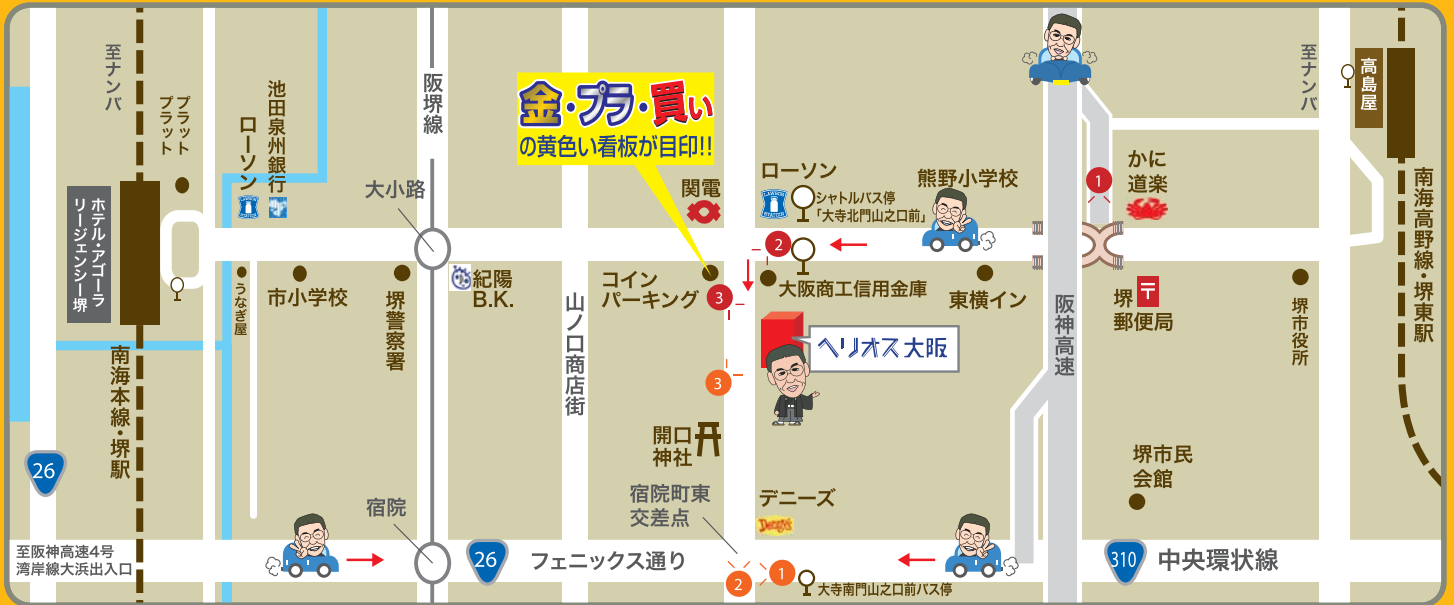 至ナンバ
プラット
プラット
ローソン
池田泉州銀行
阪堺線
大小路
金・プラ・買い
の黄色い看板が目印!!
関電
ローソン
LAWSON
STATION
シャトルバス停
「大寺北門山之口前」
熊野小学校
1
かに
道楽
至ナンバ
高島屋
ホテル・アゴーラ
リージェンシー堺
2
うなぎ屋
市小学校
堺警察署
紀陽
B.K.
山ノ口商店街
コイン
パーキング
3
大阪商工信用金庫
東横イン
阪神高速
堺〒
郵便局
堺市役所
南海高野線・堺東駅
ヘリオス大阪
南海本線・堺駅
3
開口
神社
26
堺市民
会館
宿院
宿院町東
交差点
デニーズ
Denny's
至阪神高速4号
湾岸線大浜出入口
26
フェニックス通り
2
1
大寺南門山之口前バス停
310
中央環状線